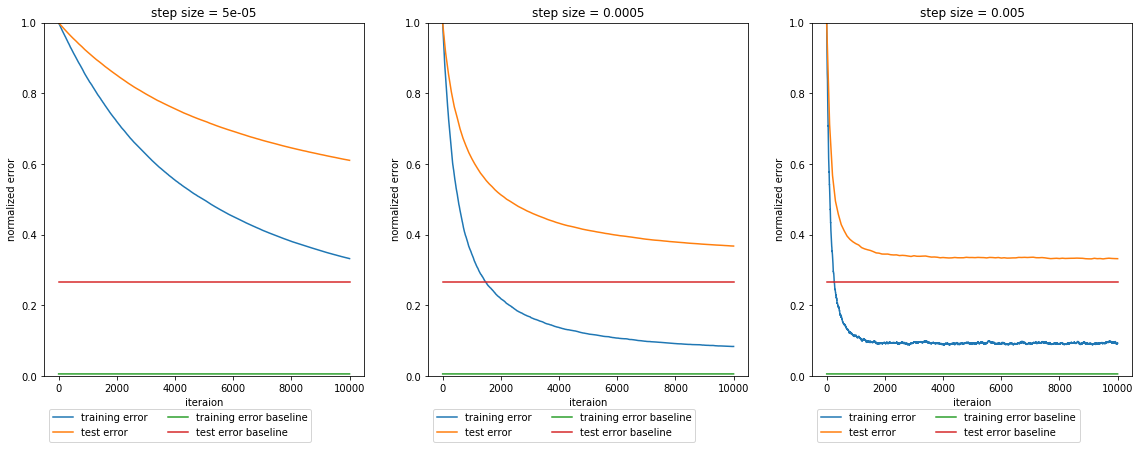 step size = 5e-05
1.0
0.8
0.6
0.4
0.2
0.0
normalized error
0 2000 4000 6000 8000 10000
iteraion
training error training error baseline
test error test error baseline
step size = 0.0005
1.0
0.8
0.6
0.4
0.2
0.0
normalized error
0 2000 4000 6000 8000 10000
iteraion
training error training error baseline
test error test error baseline
step size = 0.005
1.0
0.8
0.6
0.4
0.2
0.0
normalized error
0 2000 4000 6000 8000 10000
iteraion
training error training error baseline
test error test error baseline